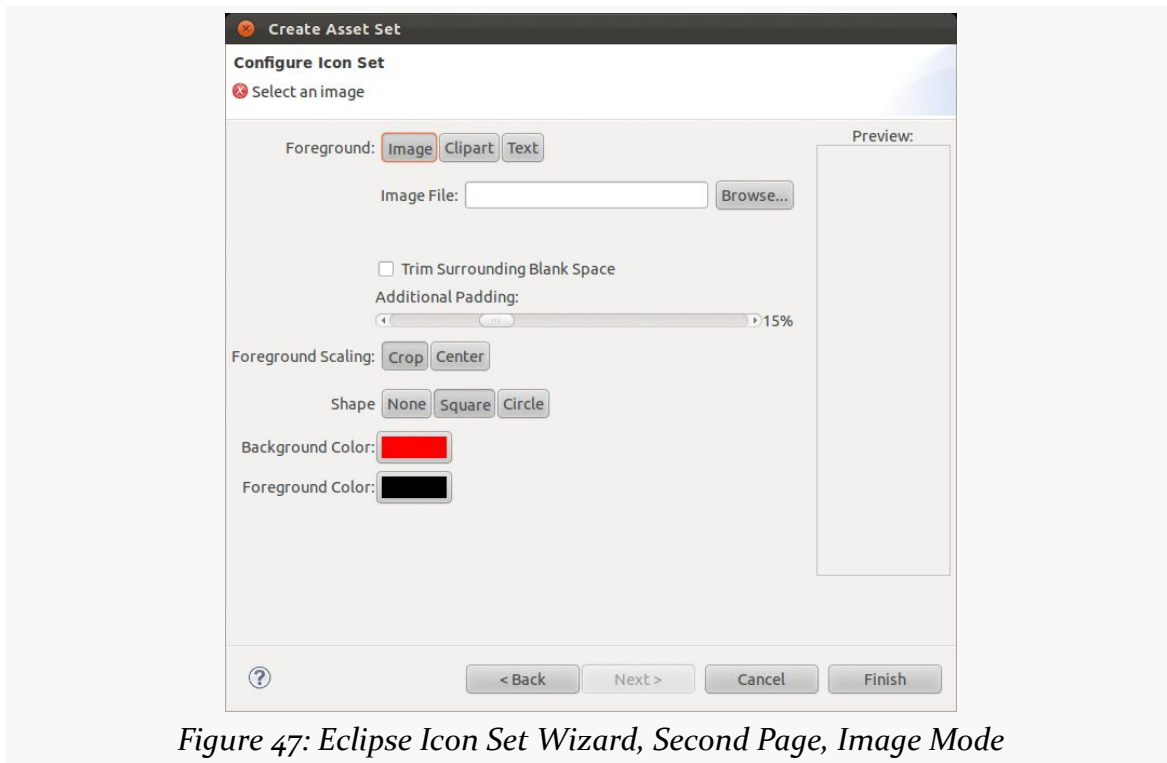 Create Asset Set
Configure Icon Set
Select an image
Preview:
Foreground: Image Clipart Text
Image File: Browse...
Trim Surrounding Blank Space
Additional Padding:
15%
Foreground Scaling: Crop Center
Shape None Square Circle
Background Color:
Foreground Color:
< Back Next > Cancel Finish
Figure 47: Eclipse Icon Set Wizard, Second Page, Image Mode